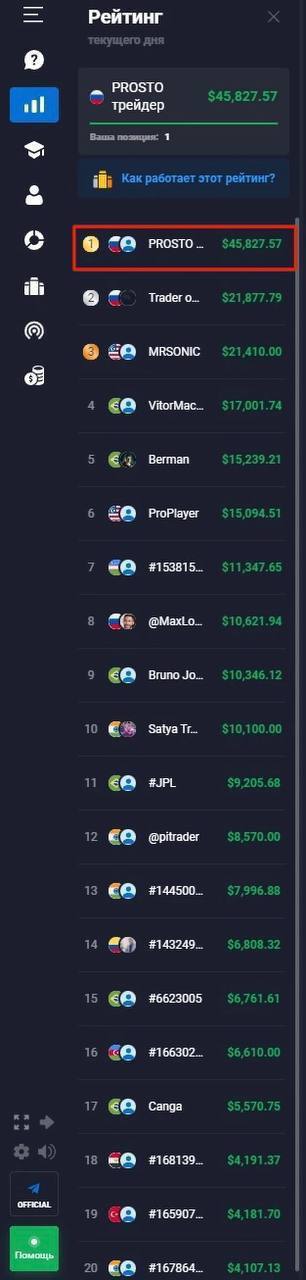 Рейтинг
текущего дня
PROSTO
трейдер
$45,827.57
Ваша позиция: 1
Как работает этот рейтинг?
1 PROSTO ... $45,827.57
2 Trader o... $21,877.79
3 MRSONIC $21,410.00
4 VitorMac... $17,001.74
5 Berman $15,239.21
6 ProPlayer $15,094.51
7 #153815... $11,347.65
8 @MaxLo... $10,621.94
9 Bruno Jo... $10,346.12
10 Satya Tr... $10,100.00
11 #JPL $9,205.68
12 @pitrader $8,570.00
13 #144500... $7,996.88
14 #143249... $6,808.32
15 #6623005 $6,761.61
16 #166302... $6,610.00
17 Canga $5,570.75
18 #168139... $4,191.37
19 #165907... $4,181.70
20 #167864... $4,107.13
OFFICIAL
Помощь